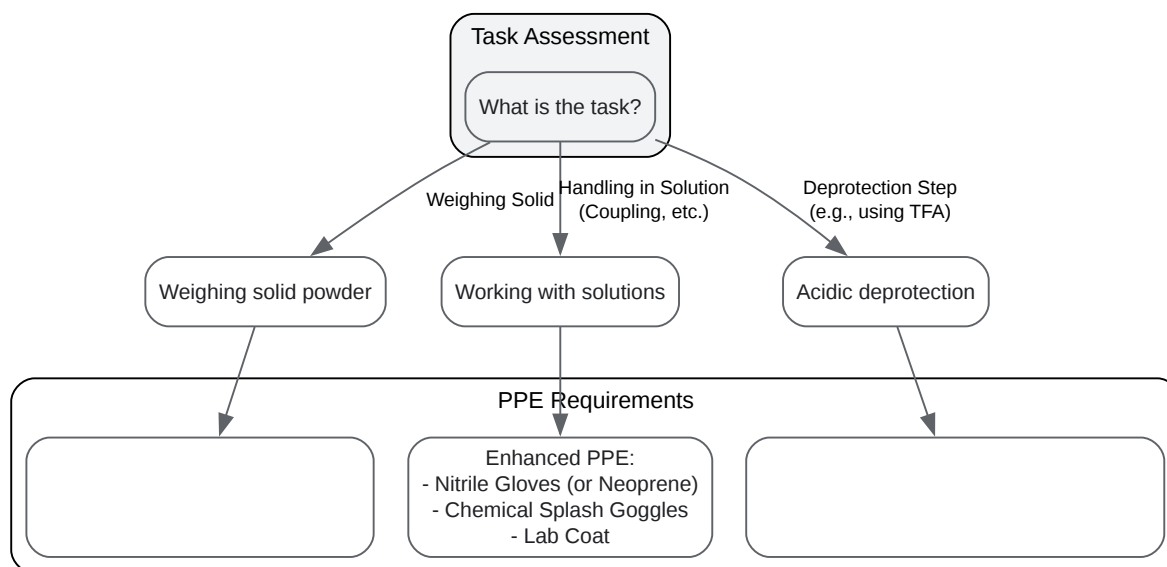 Task Assessment
What is the task?
Weighing Solid
Handling in Solution
(Coupling, etc.)
Deprotection Step
(e.g., using TFA)
Weighing solid powder
Working with solutions
Acidic deprotection
PPE Requirements
Enhanced PPE:
- Nitrile Gloves (or Neoprene)
- Chemical Splash Goggles
- Lab Coat